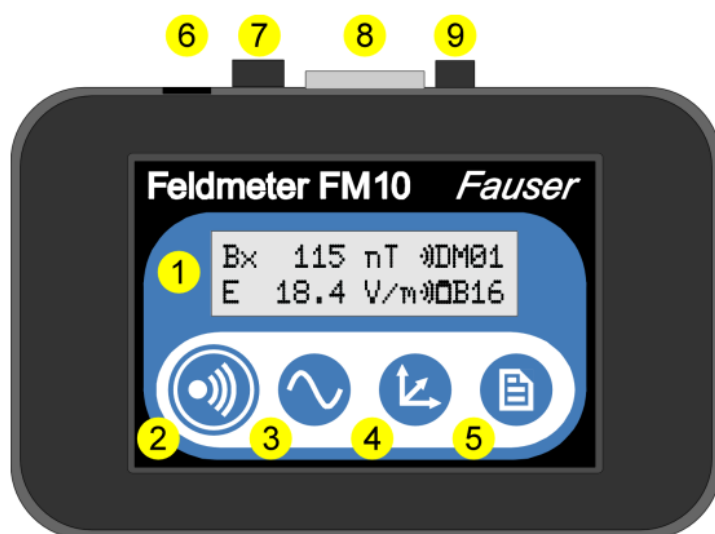 6 7 8 9
Feldmeter FM10 Fauser
1
Bx 115 nT DM01
E 18.4 V/m B16
2 3 4 5